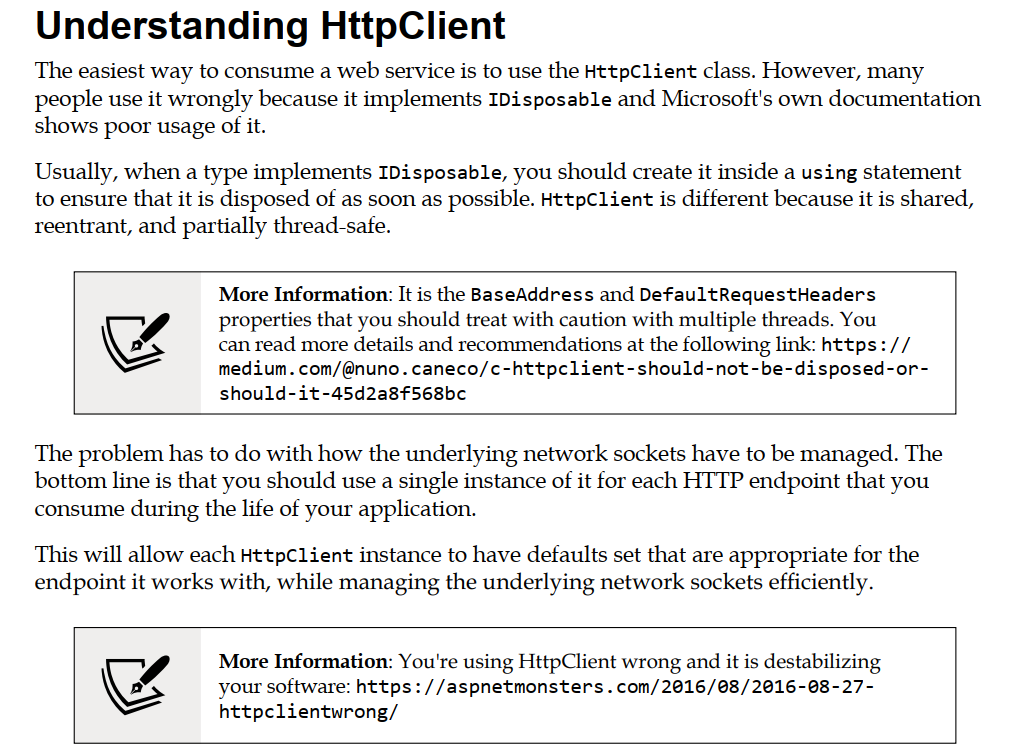 Understanding HttpClient
The easiest way to consume a web service is to use the HttpClient class. However, many
people use it wrongly because it implements IDisposable and Microsoft's own documentation
shows poor usage of it.
Usually, when a type implements IDisposable, you should create it inside a using statement
to ensure that it is disposed of as soon as possible. HttpClient is different because it is shared,
reentrant, and partially thread-safe.
More Information: It is the BaseAddress and DefaultRequestHeaders
properties that you should treat with caution with multiple threads. You
can read more details and recommendations at the following link: https://
medium.com/@nuno.caneco/c-httpclient-should-not-be-disposed-or-
should-it-45d2a8f568bc
The problem has to do with how the underlying network sockets have to be managed. The
bottom line is that you should use a single instance of it for each HTTP endpoint that you
consume during the life of your application.
This will allow each HttpClient instance to have defaults set that are appropriate for the
endpoint it works with, while managing the underlying network sockets efficiently.
More Information: You're using HttpClient wrong and it is destabilizing
your software: https://aspnetmonsters.com/2016/08/2016-08-27-
httpclientwrong/